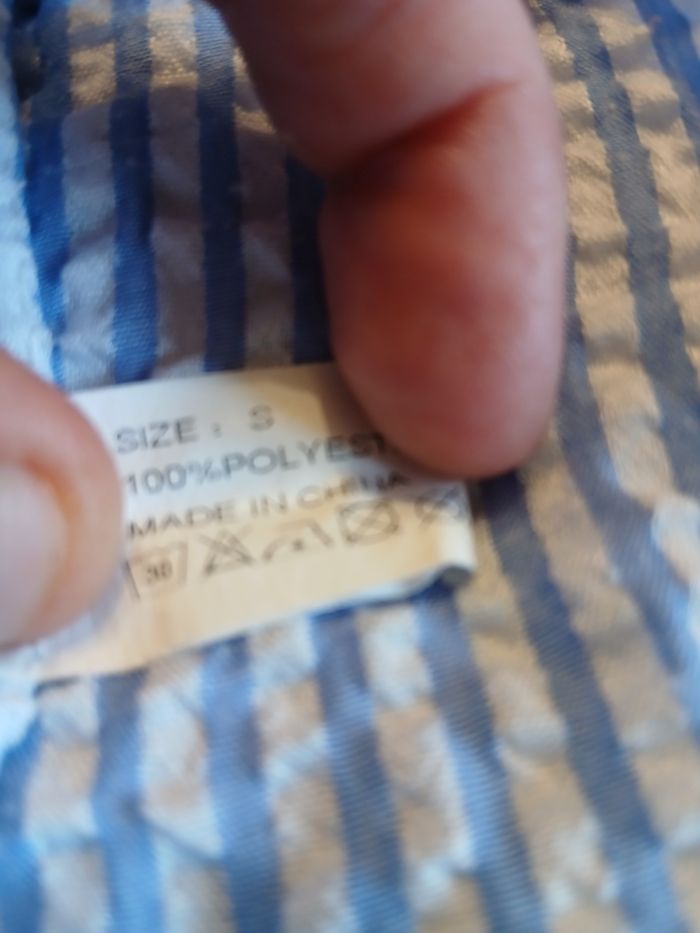 SIZE : S
100%POLYEST
MADE IN CHINA
30